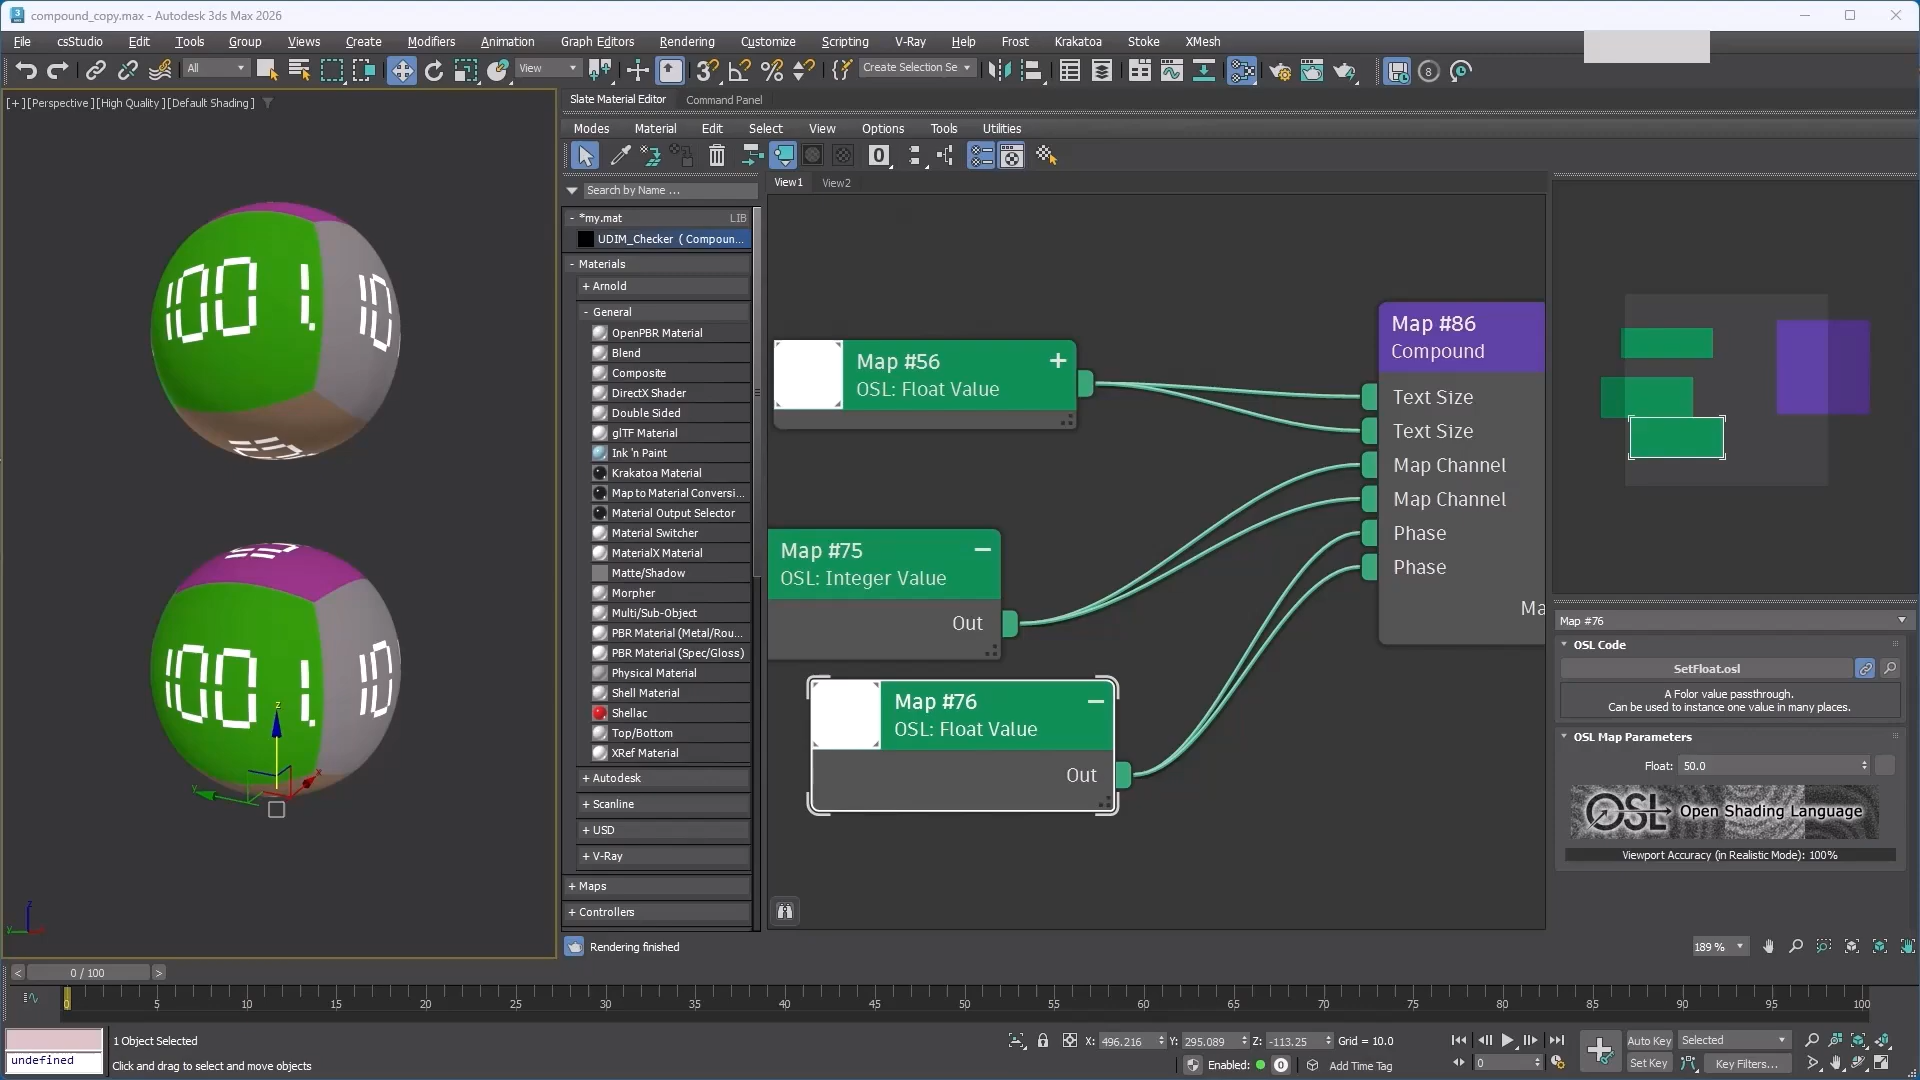 compound_copy.max - Autodesk 3ds Max 2026
File csStudio Edit Tools Group Views Create Modifiers Animation Graph Editors Rendering Customize Scripting V-Ray Help Frost Krakatoa Stoke XMesh
All
View
Create Selection Se
8
[+] [Perspective] [High Quality] [Default Shading]
Slate Material Editor Command Panel
Modes Material Edit Select View Options Tools Utilities
0
Search by Name ...
View1 View2
- *my.mat LIB
UDIM_Checker ( Compoun...
- Materials
+ Arnold
- General
OpenPBR Material
Blend
Composite
DirectX Shader
Double Sided
glTF Material
Ink 'n Paint
Krakatoa Material
Map to Material Conversi...
Material Output Selector
Material Switcher
MaterialX Material
Matte/Shadow
Morpher
Multi/Sub-Object
PBR Material (Metal/Rou...
PBR Material (Spec/Gloss)
Physical Material
Shell Material
Shellac
Top/Bottom
XRef Material
+ Autodesk
+ Scanline
+ USD
+ V-Ray
+ Maps
+ Controllers
Rendering finished
1001 10
1001 10
z
y
x
z
y
Map #56
OSL: Float Value
Map #75
OSL: Integer Value
Out
Map #76
OSL: Float Value
Out
Map #86
Compound
Text Size
Text Size
Map Channel
Map Channel
Phase
Phase
Ma
Map #76
OSL Code
SetFloat.osl
A Folor value passthrough.
Can be used to instance one value in many places.
OSL Map Parameters
Float: 50.0
OSL Open Shading Language
Viewport Accuracy (in Realistic Mode): 100%
189 %
< 0 / 100 >
0 5 10 15 20 25 30 35 40 45 50 55 60 65 70 75 80 85 90 95 100
undefined
1 Object Selected
Click and drag to select and move objects
X: 496.216 Y: 295.089 Z: -113.25 Grid = 10.0
Enabled: 0 Add Time Tag
0
Auto Key Selected
Set Key Key Filters...